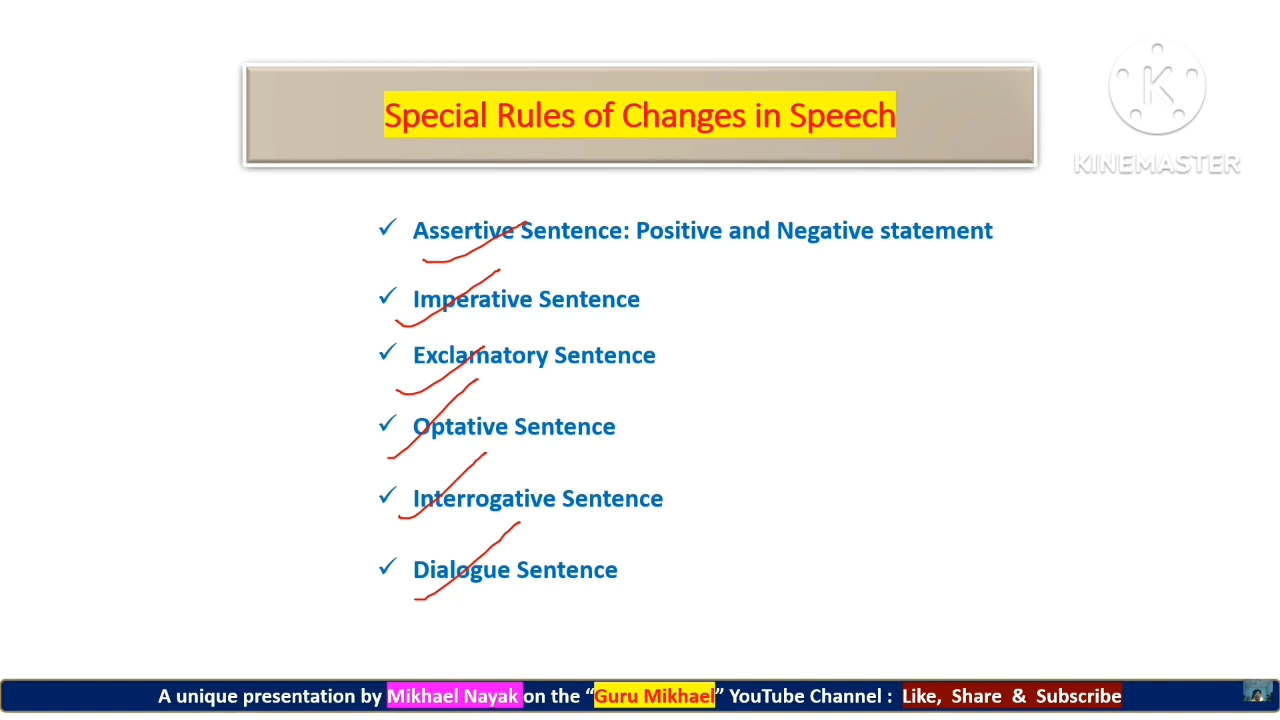 Special Rules of Changes in Speech
K
KINEMASTER
Assertive Sentence: Positive and Negative statement
Imperative Sentence
Exclamatory Sentence
Optative Sentence
Interrogative Sentence
Dialogue Sentence
A unique presentation by Mikhael Nayak on the “Guru Mikhael” YouTube Channel : Like, Share & Subscribe